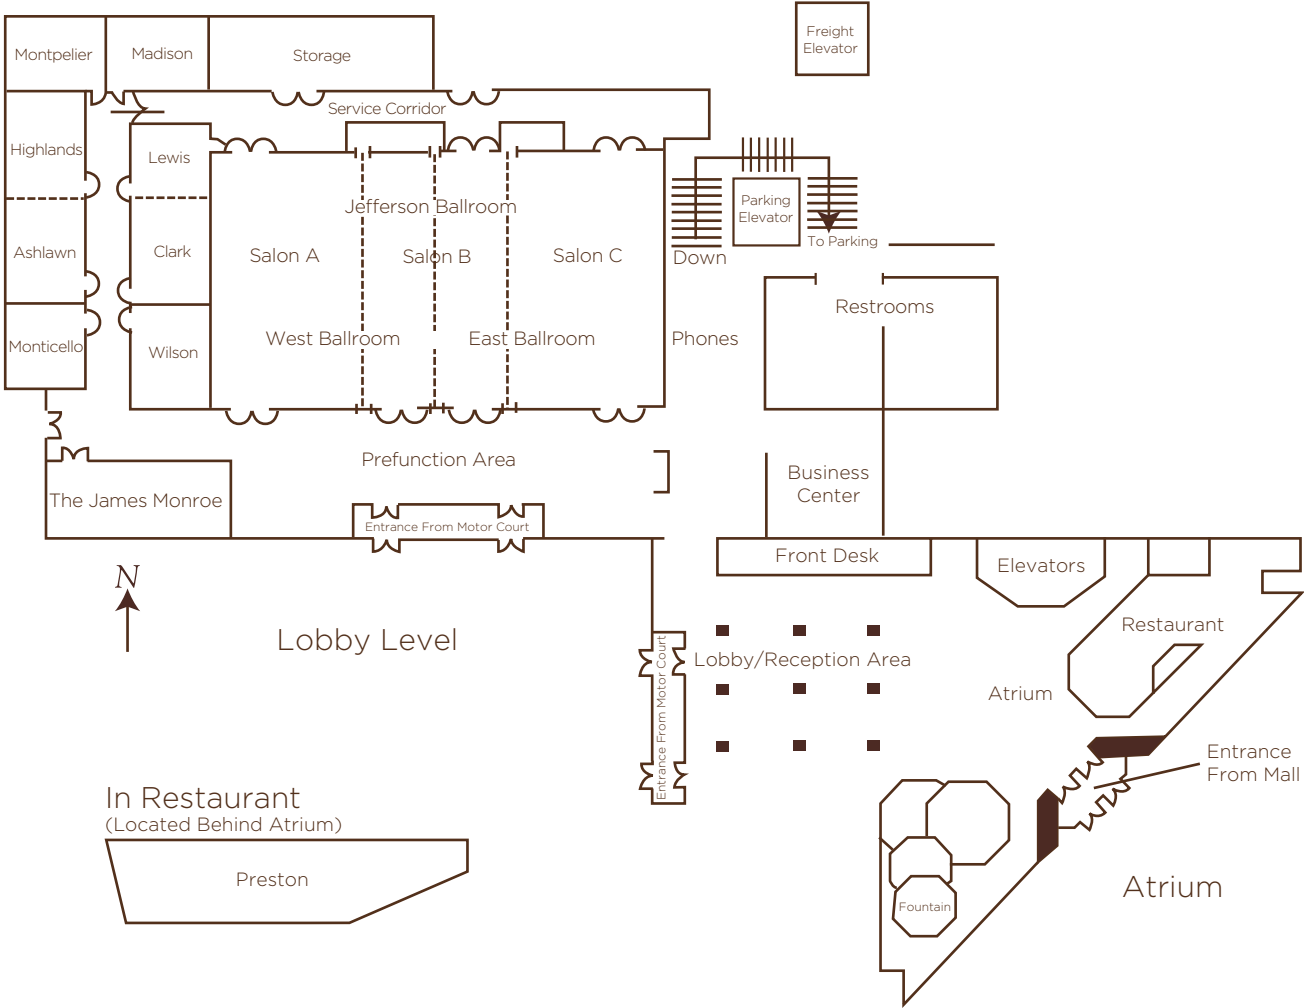 Freight
Elevator
Montpelier
Madison
Storage
Service Corridor
Highlands
Lewis
Jefferson Ballroom
Parking
Elevator
To Parking
Ashlawn
Clark
Salon A
Salon B
Salon C
Down
Restrooms
Monticello
Wilson
West Ballroom
East Ballroom
Phones
Prefunction Area
Business
Center
The James Monroe
Entrance From Motor Court
Front Desk
Elevators
N
Lobby Level
Restaurant
Entrance From Motor Court
Lobby/Reception Area
Atrium
Entrance
From Mall
In Restaurant
(Located Behind Atrium)
Preston
Fountain
Atrium